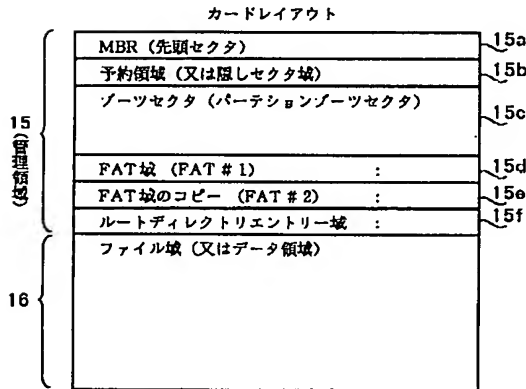 カードレイアウト
MBR (先頭セクタ) 15a
予約領域 (又は隠しセクタ域) 15b
ブーツセクタ (パーテションブーツセクタ) 15c
15 (管理領域)
FAT域 (FAT # 1) : 15d
FAT域のコピー (FAT # 2) : 15e
ルートディレクトリエントリー域 : 15f
ファイル域 (又はデータ領域)
16